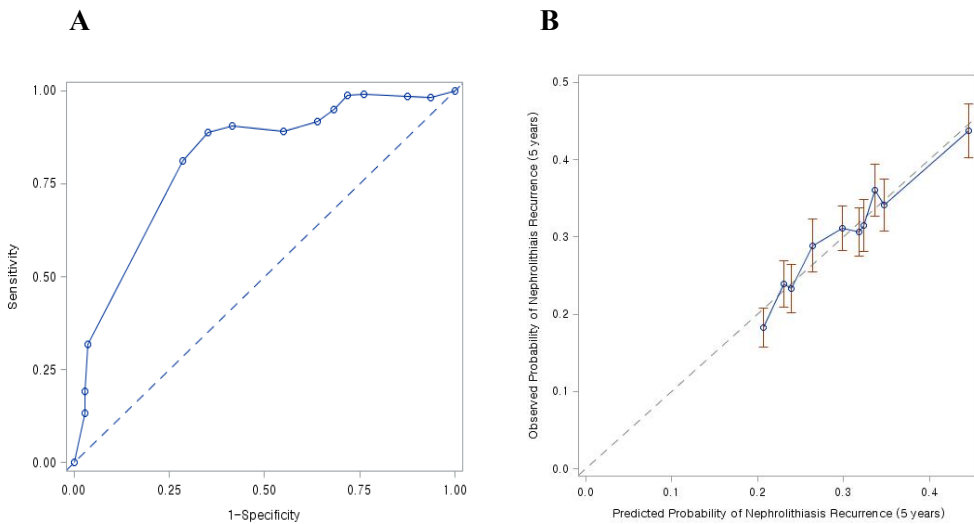 A
1.00
0.75
0.50
0.25
0.00
Sensitivity
0.00 0.25 0.50 0.75 1.00
1-Specificity
B
0.5
0.4
0.3
0.2
0.1
0.0
Observed Probability of Nephrolithiais Recurrence (5 years)
0.0 0.1 0.2 0.3 0.4
Predicted Probability of Nephrolithiasis Recurrence (5 years)